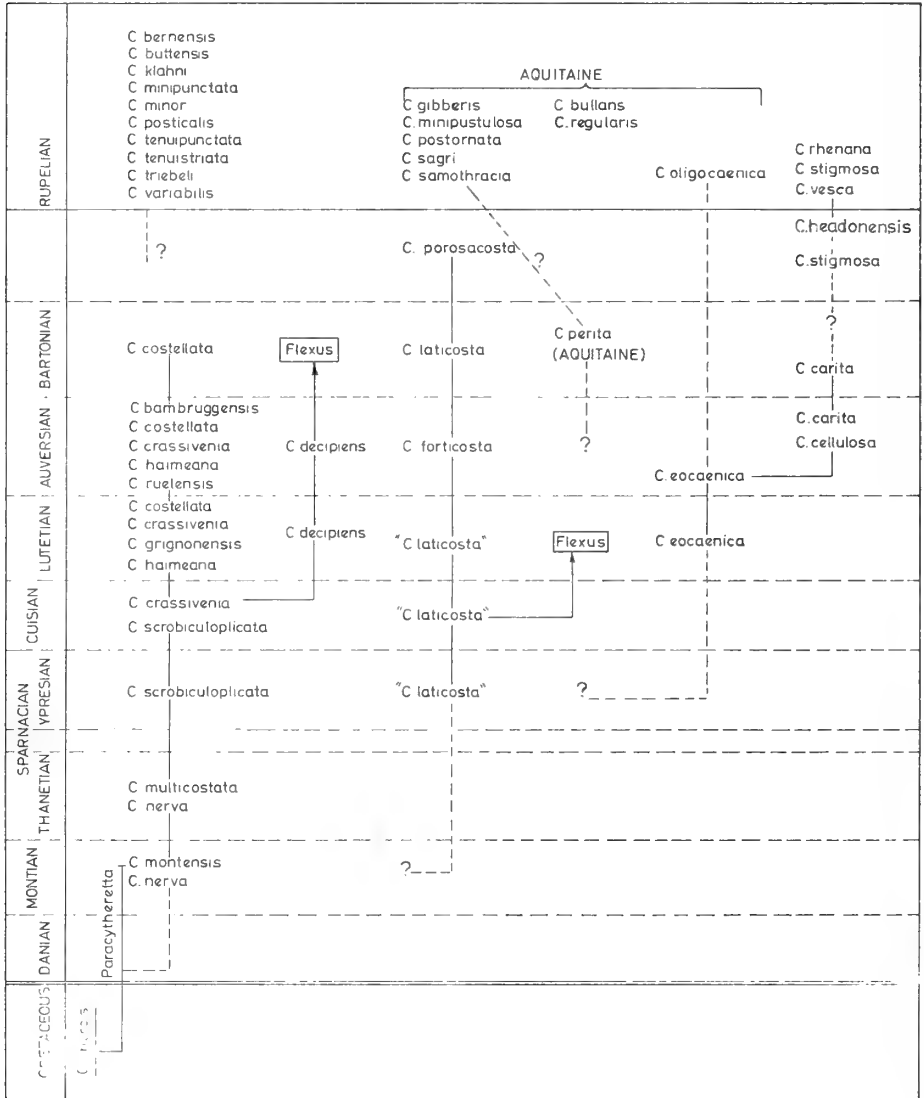 RUPELIAN
C bernensis
C buttensis
C klahni
C minipunctata
C minor
C posticalis
C tenuipunctata
C tenuistriata
C triebeli
C variabilis
AQUITAINE
C gibberis
C. minipustulosa
C postornata
C sagri
C samothracia
C bullans
C. regularis
C oligocaenica
C rhenana
C stigmosa
C. vesca
?
C. porosacosta
?
C.headonensis
C.stigmosa
BARTONIAN
C costellata
Flexus
C laticosta
C perita
(AQUITAINE)
?
C carita
AUVERSIAN
C bambruggensis
C costellata
C crassivenia
C haimeana
C ruelensis
C decipiens
C forticosta
?
C. eocaenica
C.carita
C.cellulosa
LUTETIAN
C costellata
C crassivenia
C grignonensis
C haimeana
C decipiens
"C laticosta"
Flexus
C eocaenica
CUISIAN
C crassivenia
C scrobiculoplicata
"C laticosta"
YPRESIAN
C scrobiculoplicata
"C laticosta"
?
SPARNACIAN
THANETIAN
C multicostata
C nerva
MONTIAN
C montensis
C. nerva
?
DANIAN
Paracytheretta
CRETACEOUS